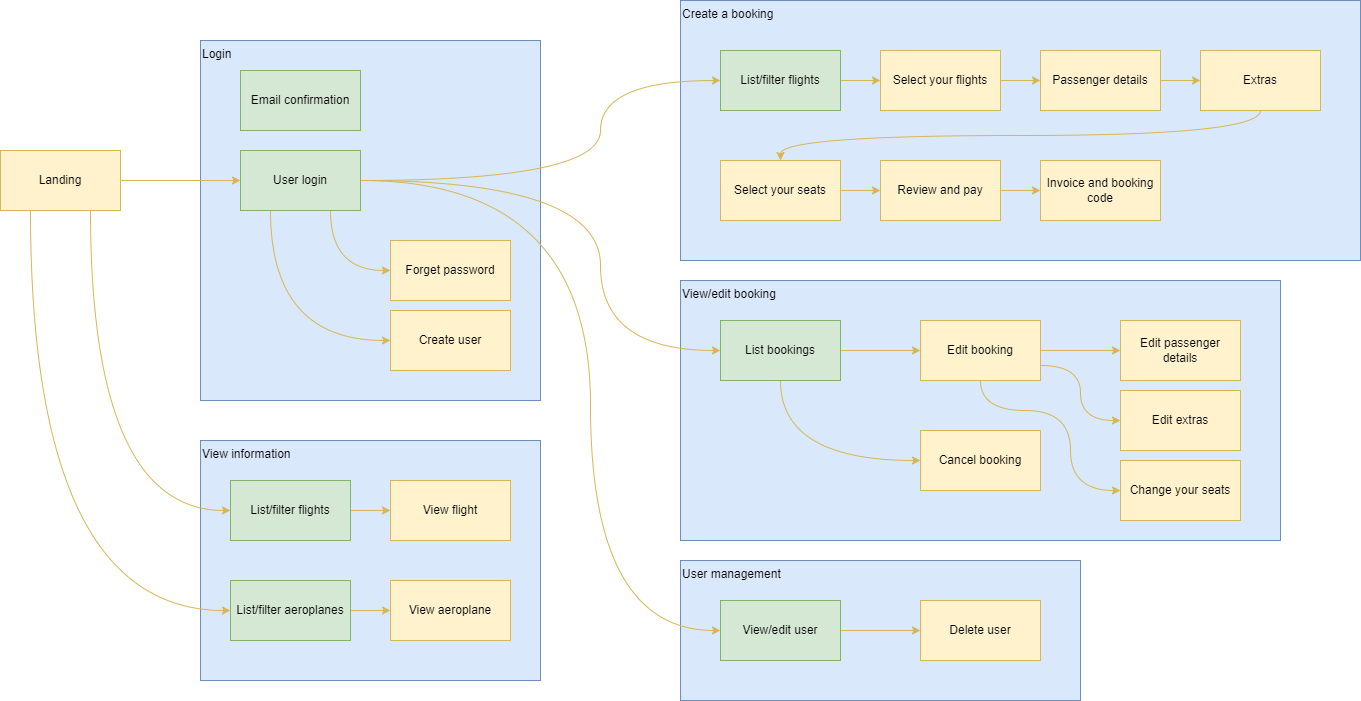 Landing
Login
Email confirmation
User login
Forget password
Create user
View information
List/filter flights
View flight
List/filter aeroplanes
View aeroplane
Create a booking
List/filter flights
Select your flights
Passenger details
Extras
Select your seats
Review and pay
Invoice and booking
code
View/edit booking
List bookings
Edit booking
Edit passenger
details
Edit extras
Cancel booking
Change your seats
User management
View/edit user
Delete user